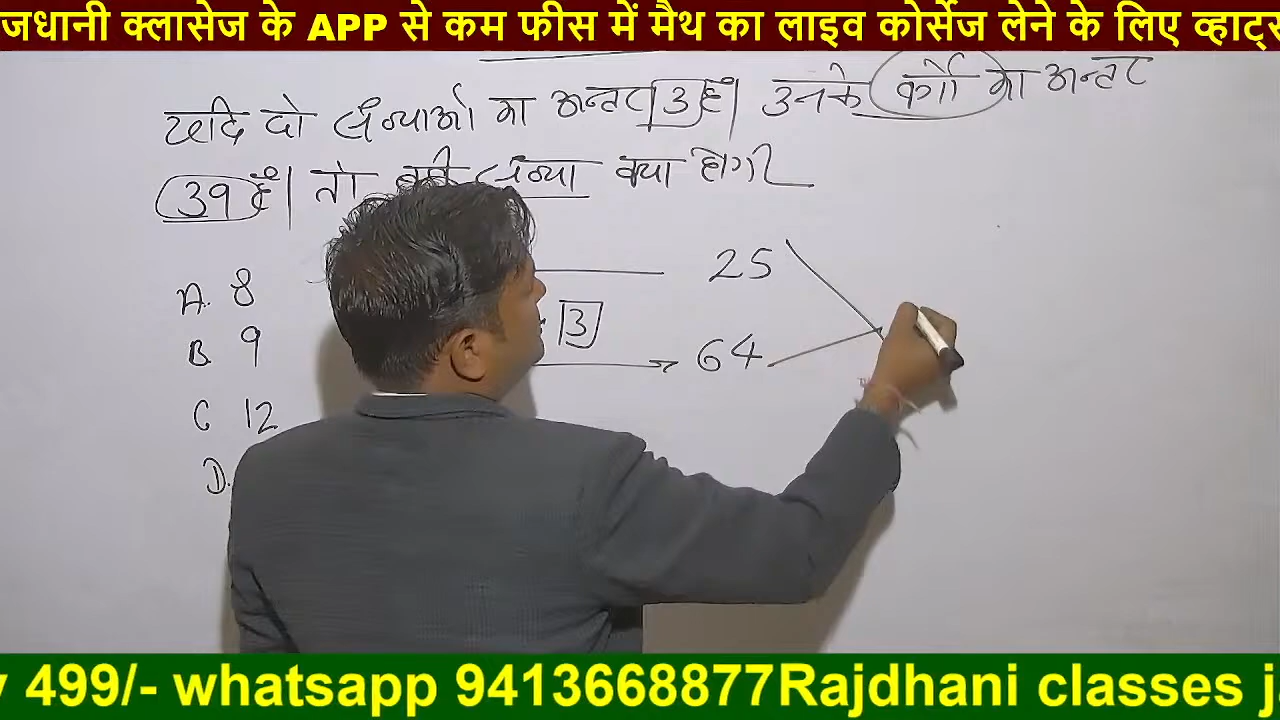 जधानी क्लासेज के APP से कम फीस में मैथ का लाइव कोर्सेज लेने के लिए व्हाट्स
यदि दो संख्याओं का अन्तर 3 है| उनके वर्गों का अन्तर
39 है| तो बड़ी संख्या क्या होगी
A. 8
25
B 9
3
64
C 12
D.
499/- whatsapp 9413668877Rajdhani classes j